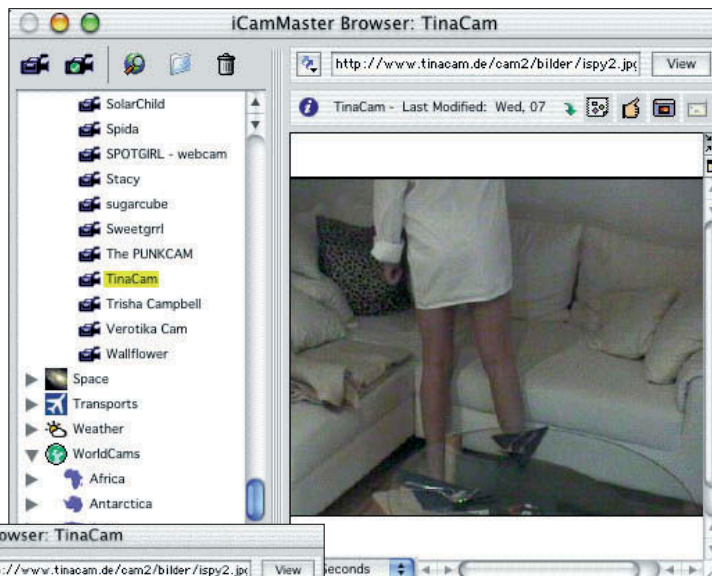 iCamMaster Browser: TinaCam
http://www.tinacam.de/cam2/bilder/ispy2.jpg
View
TinaCam - Last Modified: Wed, 07
SolarChild
Spida
SPOTGIRL - webcam
Stacy
sugarcube
Sweetgrrl
The PUNKCAM
TinaCam
Trisha Campbell
Verotika Cam
Wallflower
Space
Transports
Weather
WorldCams
Africa
Antarctica
owser: TinaCam
://www.tinacam.de/cam2/bilder/ispy2.jpg
View
Seconds